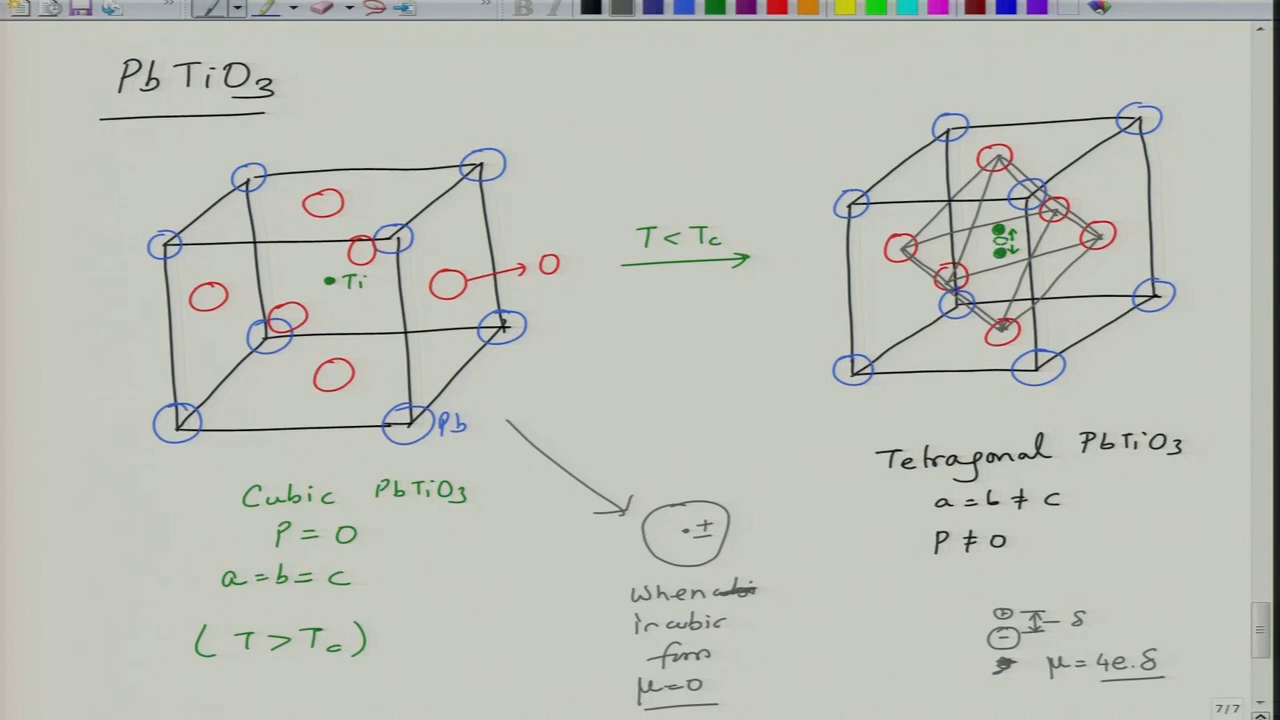 PbTiO3
Ti
O
Pb
T < Tc
Cubic PbTiO3
P = 0
a = b = c
( T > Tc )
±
When
in cubic
form
μ = 0
Tetragonal PbTiO3
a = b ≠ c
P ≠ 0
+
δ
−
μ = 4e.δ
7/7
B I